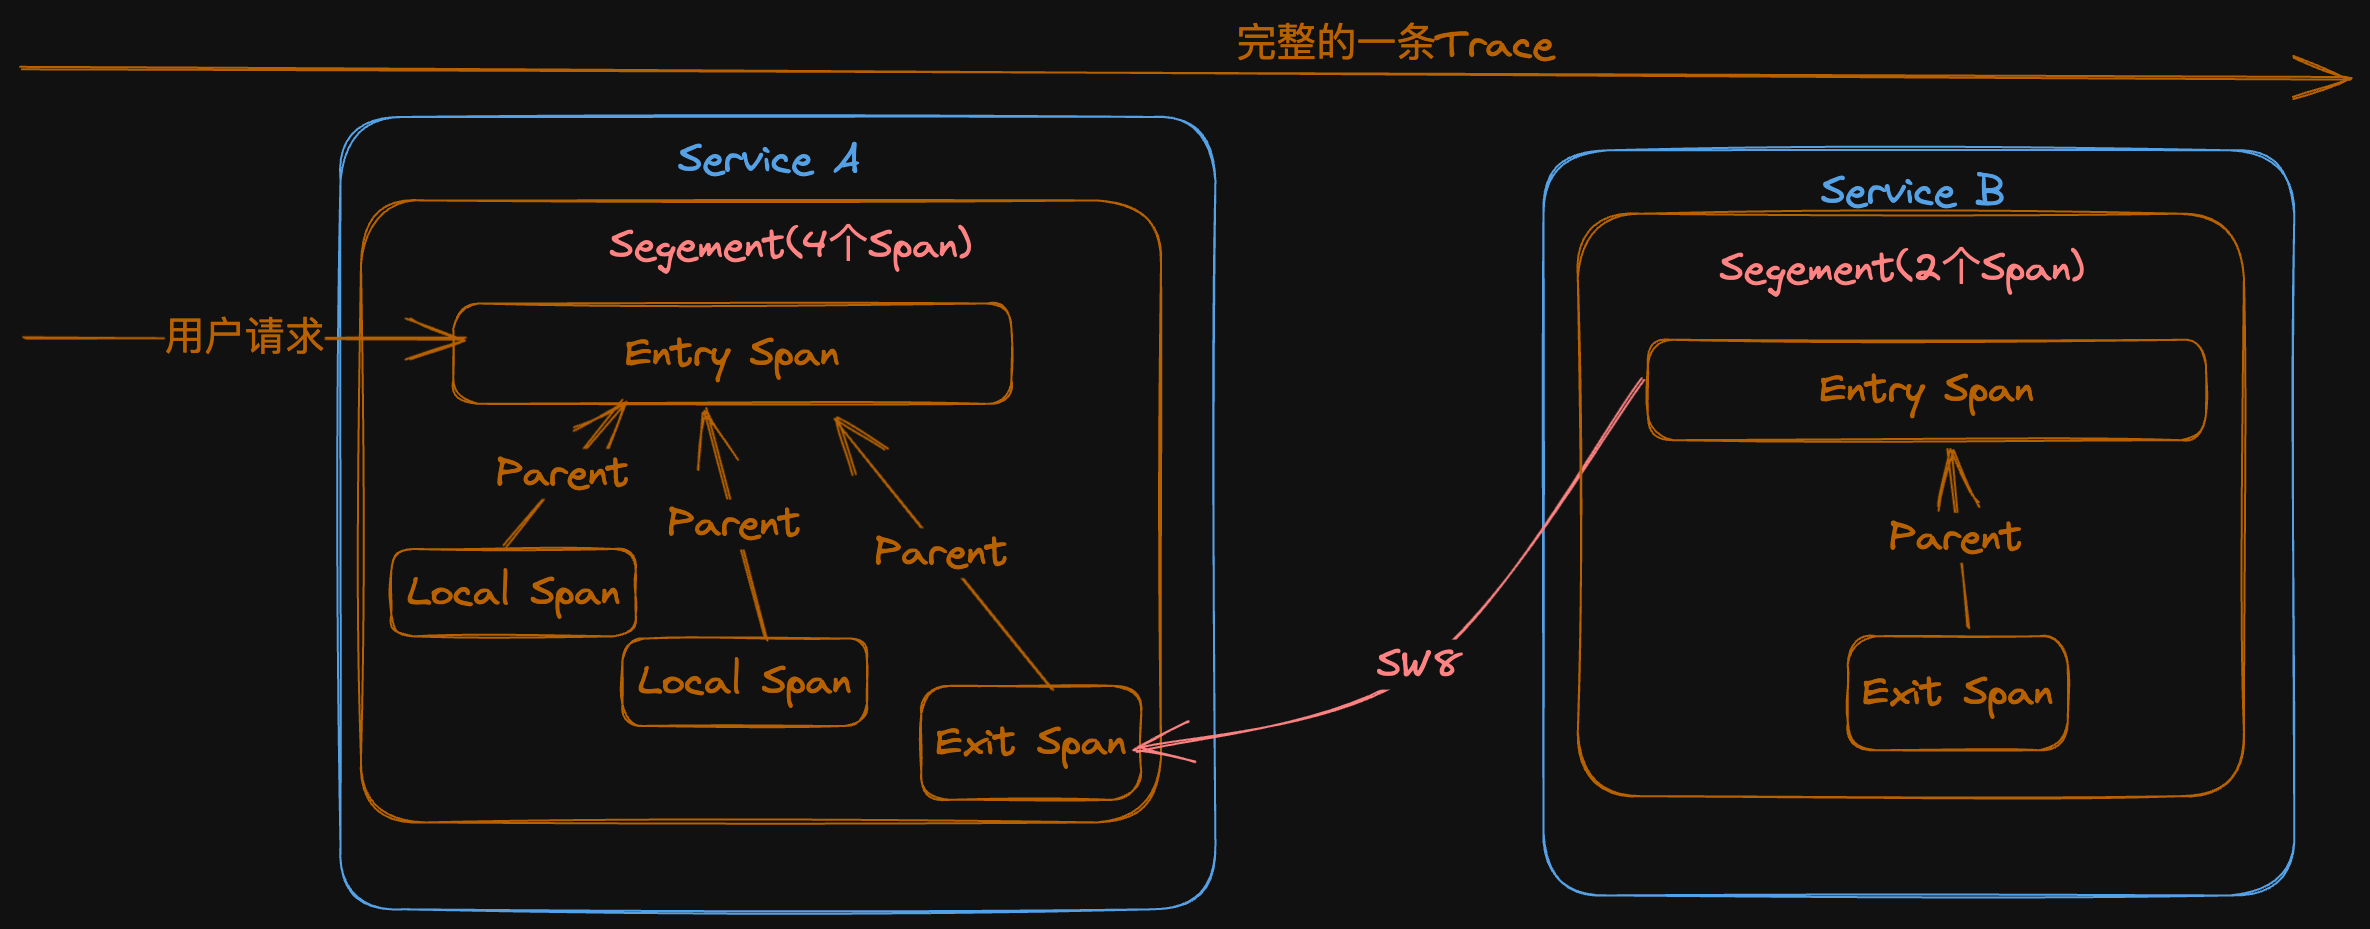 完整的一条Trace
Service A
Segement(4个Span)
用户请求
Entry Span
Parent
Parent
Parent
Local Span
Local Span
Exit Span
SW8
Service B
Segement(2个Span)
Entry Span
Parent
Exit Span